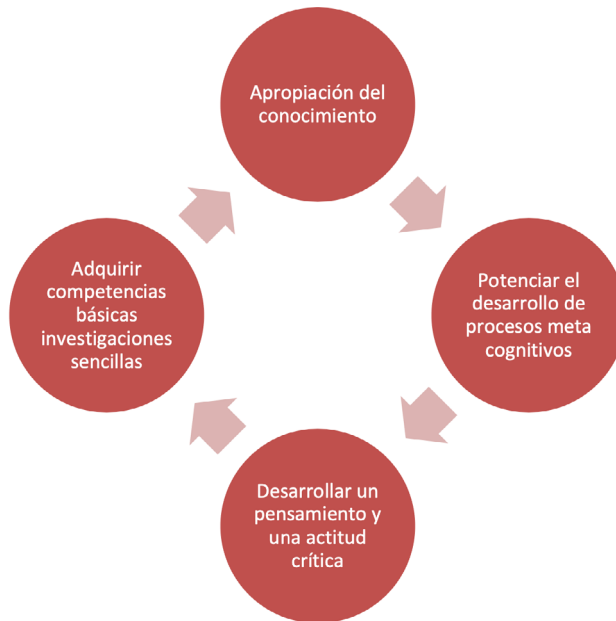 Apropiación del
conocimiento
Potenciar el
desarrollo de
procesos meta
cognitivos
Desarrollar un
pensamiento y
una actitud
crítica
Adquirir
competencias
básicas
investigaciones
sencillas